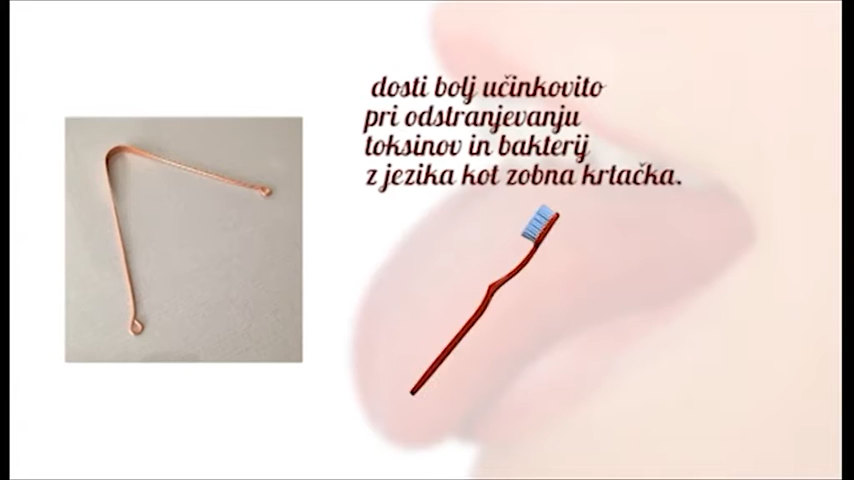 dosti bolj učinkovito
pri odstranjevanju
toksinov in bakterij
z jezika kot zobna krtačka.